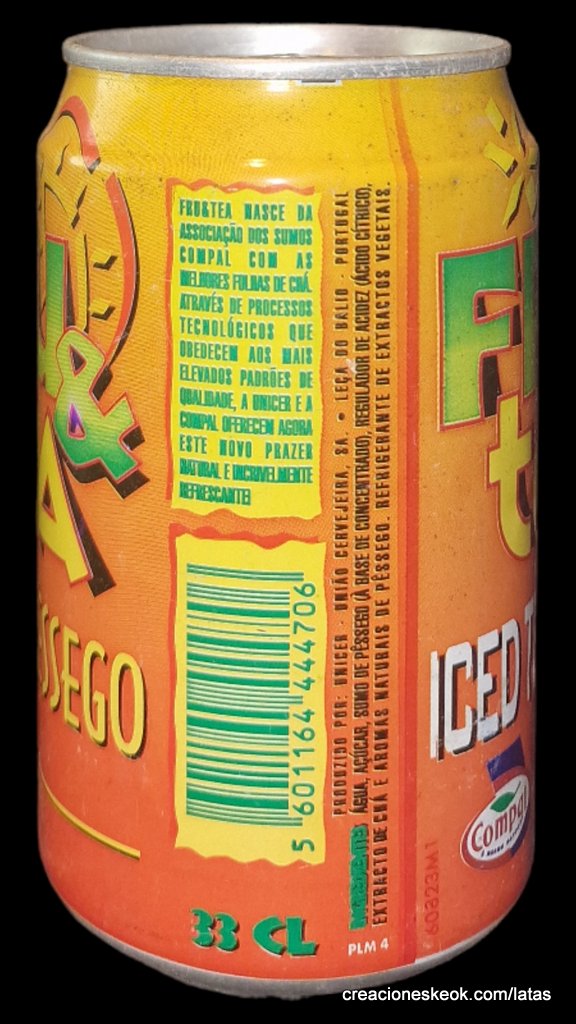 FRU&TEA NASCE DA
ASSOCIAÇÃO DOS SUMOS
COMPAL COM AS
MELHORES FOLHAS DE CHÁ.
ATRAVÉS DE PROCESSOS
TECNOLÓGICOS QUE
OBEDECEM AOS MAIS
ELEVADOS PADRÕES DE
QUALIDADE, A UNICER E A
COMPAL OFERECEM AGORA
ESTE NOVO PRAZER
NATURAL E INCRIVELMENTE
REFRESCANTE!
5 601164 444706
33 CL
PRODUZIDO POR: UNICER - UNIÃO CERVEJEIRA, SA. • LEÇA DO BALIO - PORTUGAL
INGREDIENTES: ÁGUA, AÇÚCAR, SUMO DE PÊSSEGO (À BASE DE CONCENTRADO), REGULADOR DE ACIDEZ (ÁCIDO CÍTRICO),
EXTRACTO DE CHÁ E AROMAS NATURAIS DE PÊSSEGO. REFRIGERANTE DE EXTRACTOS VEGETAIS.
PLM 4
60823M1
&
A
SSEGO
F
t
ICED T
Compal
creacioneskeok.com/latas